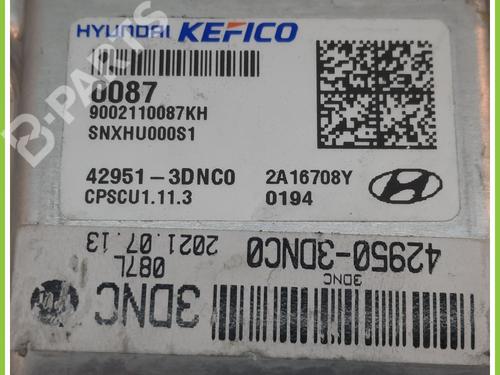 HYUNDAI KEFICO
0087
9002110087KH
SNXHU000S1
42951-3DNC0 2A16708Y
CPSCU1.11.3 0194
42950-3DNC0
3DNC
087L
2021.07.13
3DNC
B-PARTS